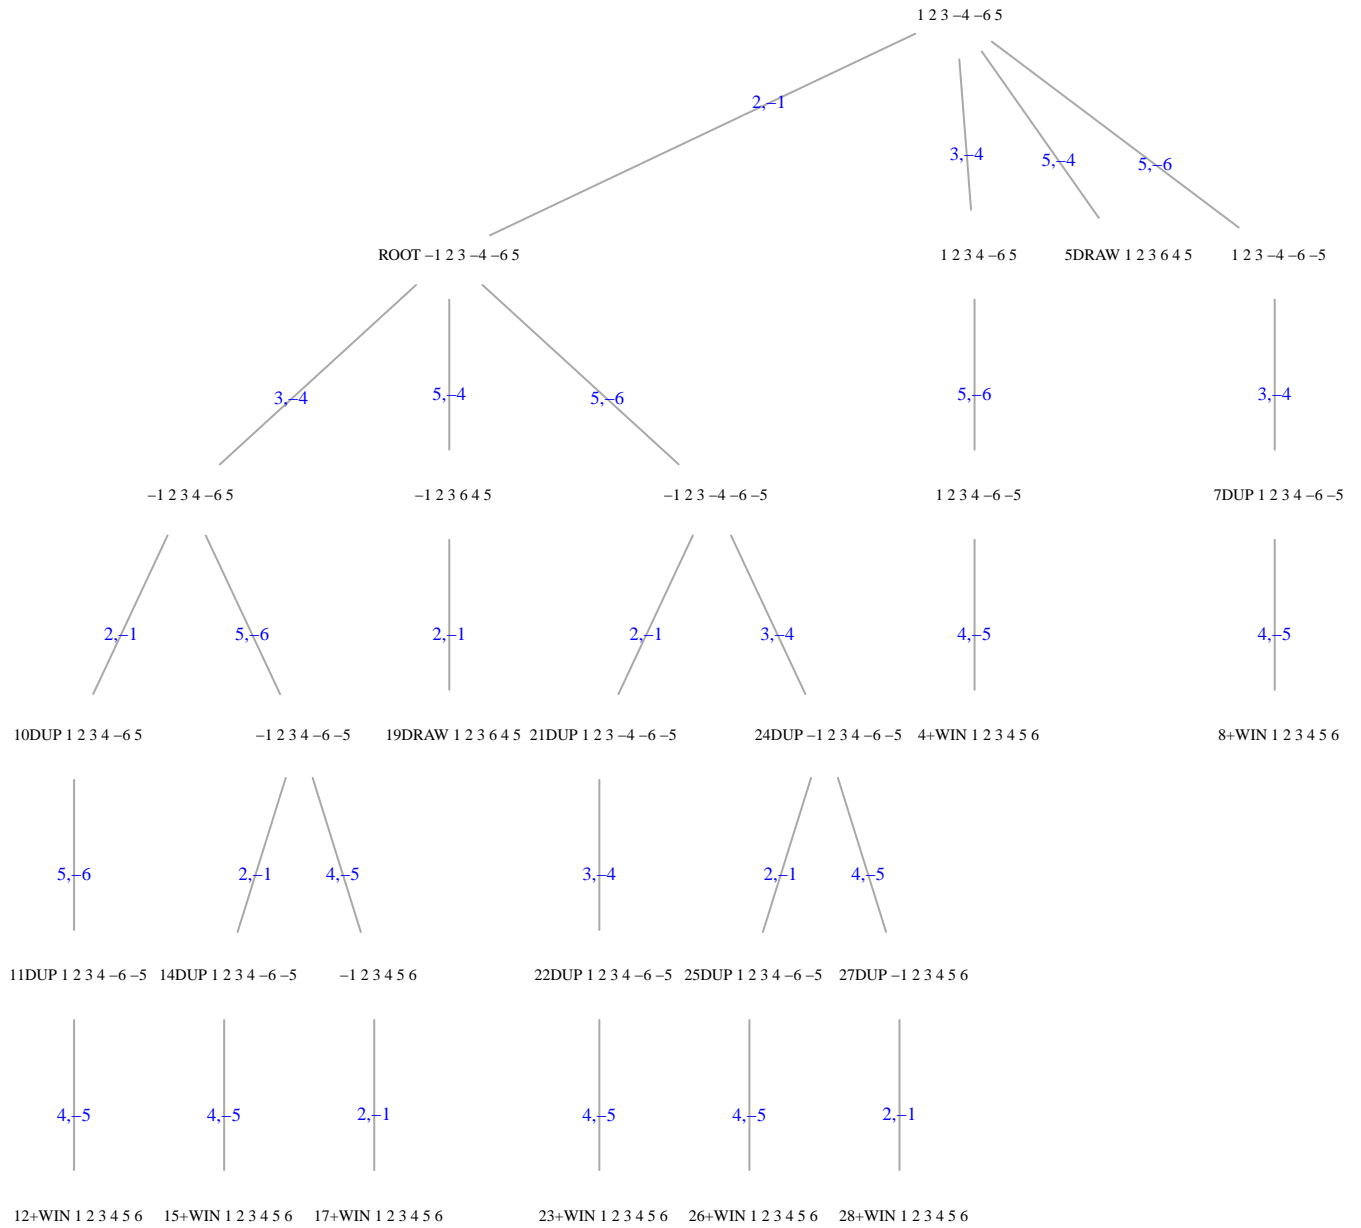 1 2 3 −4 −6 5
2,−1
3,−4
5,−4
5,−6
ROOT −1 2 3 −4 −6 5
1 2 3 4 −6 5
5DRAW 1 2 3 6 4 5
1 2 3 −4 −6 −5
3,−4
5,−4
5,−6
5,−6
3,−4
−1 2 3 4 −6 5
−1 2 3 6 4 5
−1 2 3 −4 −6 −5
1 2 3 4 −6 −5
7DUP 1 2 3 4 −6 −5
2,−1
5,−6
2,−1
2,−1
3,−4
4,−5
4,−5
10DUP 1 2 3 4 −6 5
−1 2 3 4 −6 −5
19DRAW 1 2 3 6 4 5
21DUP 1 2 3 −4 −6 −5
24DUP −1 2 3 4 −6 −5
4+WIN 1 2 3 4 5 6
8+WIN 1 2 3 4 5 6
5,−6
2,−1
4,−5
3,−4
2,−1
4,−5
11DUP 1 2 3 4 −6 −5
14DUP 1 2 3 4 −6 −5
−1 2 3 4 5 6
22DUP 1 2 3 4 −6 −5
25DUP 1 2 3 4 −6 −5
27DUP −1 2 3 4 5 6
4,−5
4,−5
2,−1
4,−5
4,−5
2,−1
12+WIN 1 2 3 4 5 6
15+WIN 1 2 3 4 5 6
17+WIN 1 2 3 4 5 6
23+WIN 1 2 3 4 5 6
26+WIN 1 2 3 4 5 6
28+WIN 1 2 3 4 5 6